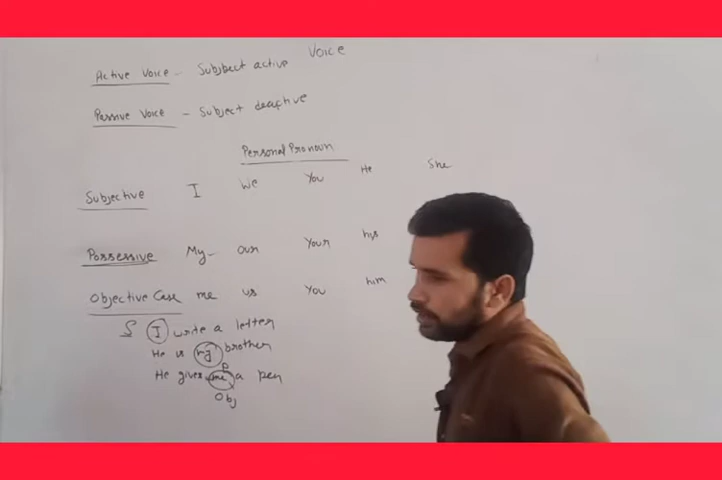 Voice
Active Voice - Subjbect active
Passive Voice - Subject deactive
Personal Pronoun
Subjective I We You He She
Possessive My- our Your his
Objective Case me us You him
S I write a letter
He is my brother
P
He gives me a pen
Obj